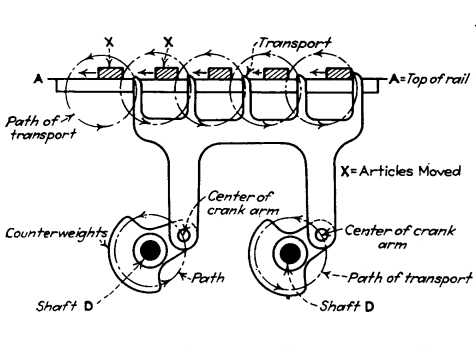 X
X
Transport
A
A=Top of rail
Path of
transport
X=Articles Moved
Center of
crank arm
Counterweights
Center of crank
arm
Path
Path of transport
Shaft D
Shaft D